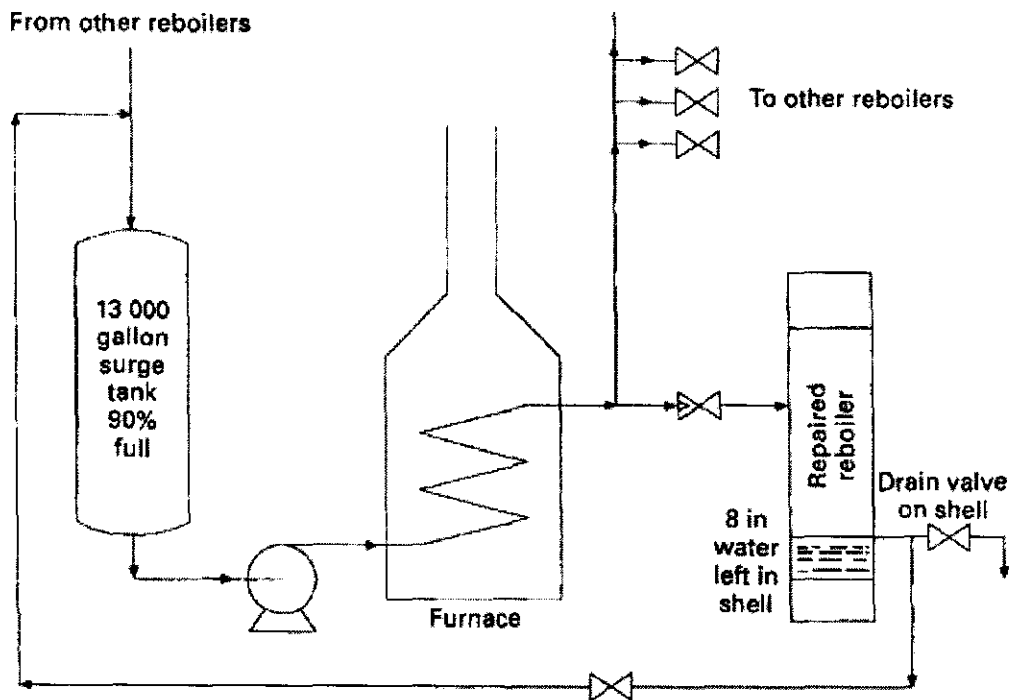 From other reboilers
To other reboilers
13 000
gallon
surge
tank
90%
full
Repaired
reboiler
Drain valve
on shell
8 in
water
left in
shell
Furnace